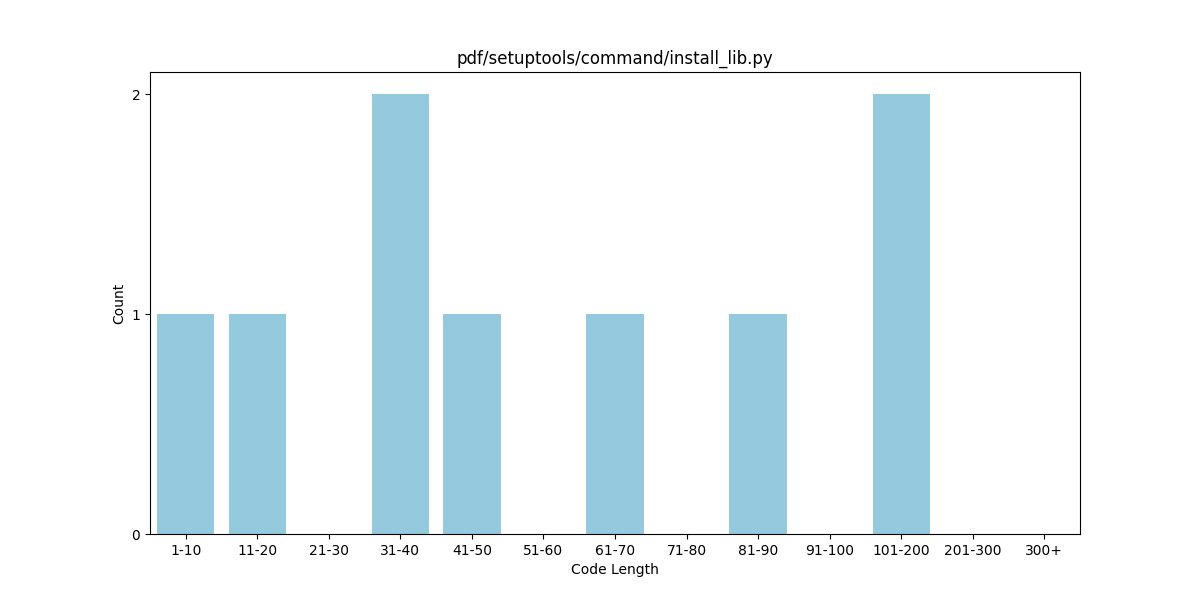 pdf/setuptools/command/install_lib.py
Count
2
1
0
1-10 11-20 21-30 31-40 41-50 51-60 61-70 71-80 81-90 91-100 101-200 201-300 300+
Code Length